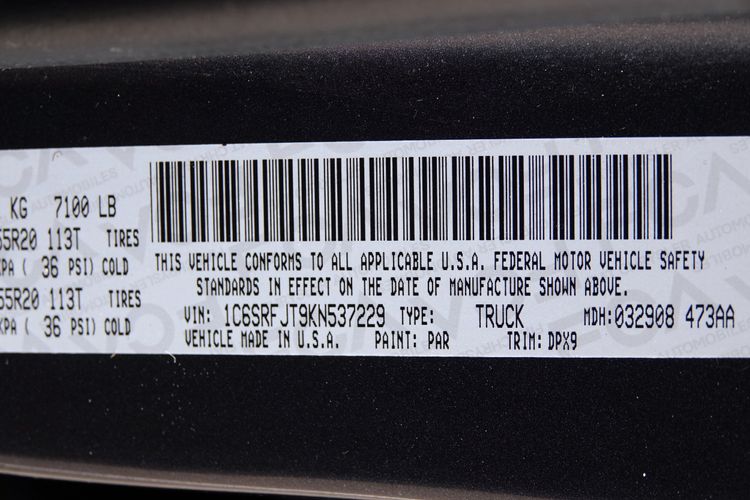 KG 7100 LB
55R20 113T TIRES
KPA ( 36 PSI) COLD
55R20 113T TIRES
KPA ( 36 PSI) COLD
THIS VEHICLE CONFORMS TO ALL APPLICABLE U.S.A. FEDERAL MOTOR VEHICLE SAFETY
STANDARDS IN EFFECT ON THE DATE OF MANUFACTURE SHOWN ABOVE.
VIN: 1C6SRFJT9KN537229 TYPE: TRUCK MDH: 032908 473AA
VEHICLE MADE IN U.S.A. PAINT: PAR TRIM: DPX9